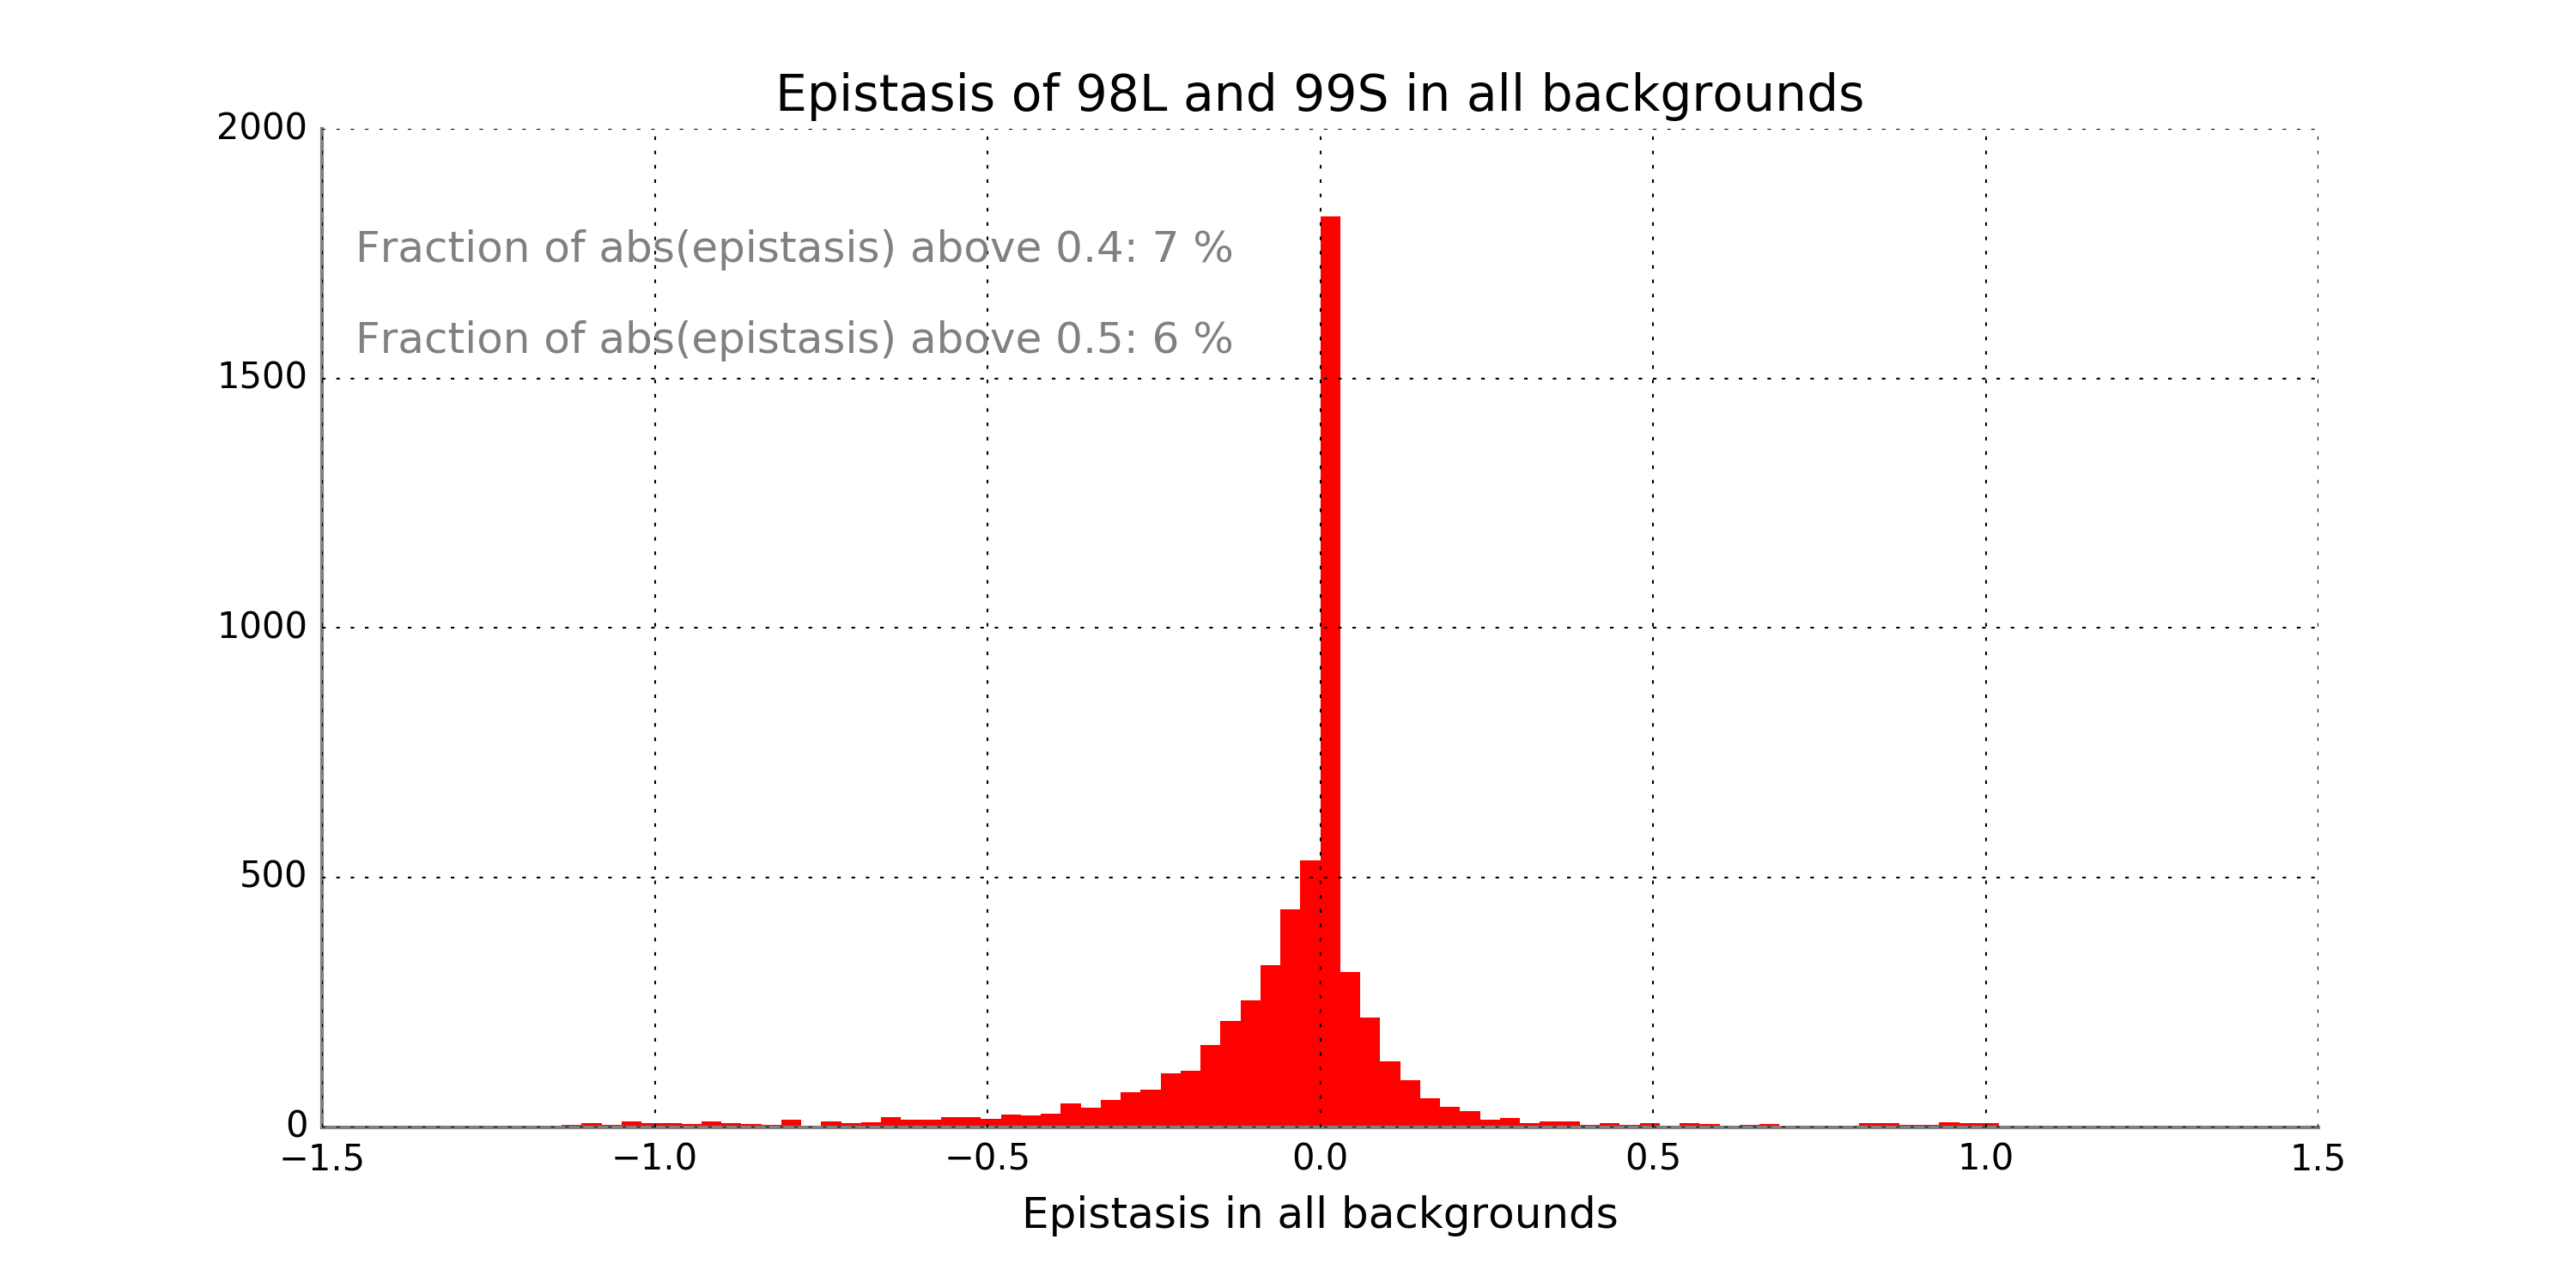 Epistasis of 98L and 99S in all backgrounds
2000
Fraction of abs(epistasis) above 0.4: 7 %
Fraction of abs(epistasis) above 0.5: 6 %
1500
1000
500
0
−1.5 −1.0 −0.5 0.0 0.5 1.0 1.5
Epistasis in all backgrounds